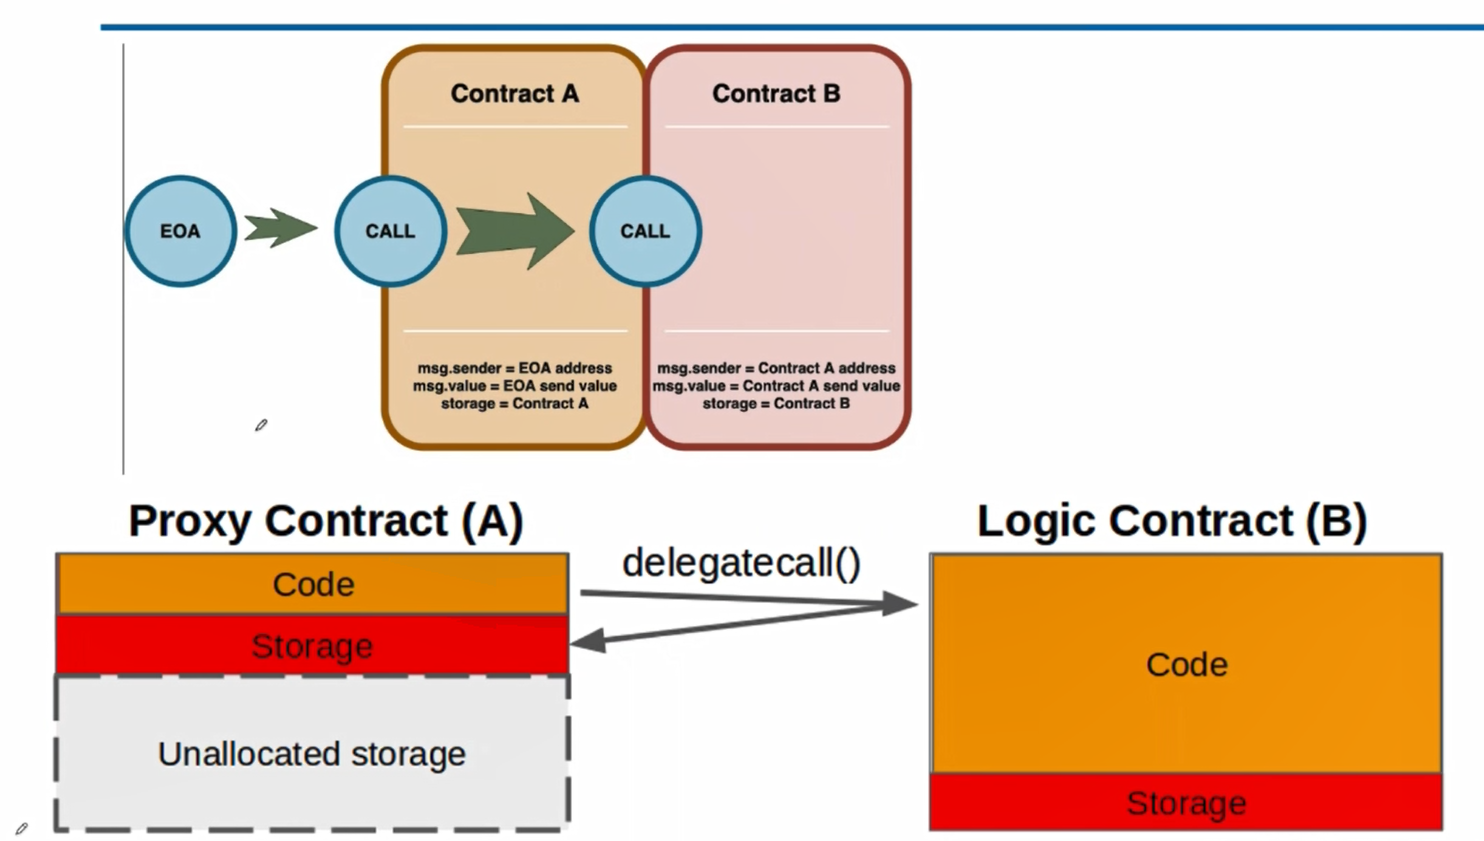 Contract A
Contract B
EOA
CALL
CALL
msg.sender = EOA address
msg.value = EOA send value
storage = Contract A
msg.sender = Contract A address
msg.value = Contract A send value
storage = Contract B
Proxy Contract (A)
Logic Contract (B)
delegatecall()
Code
Storage
Unallocated storage
Code
Storage